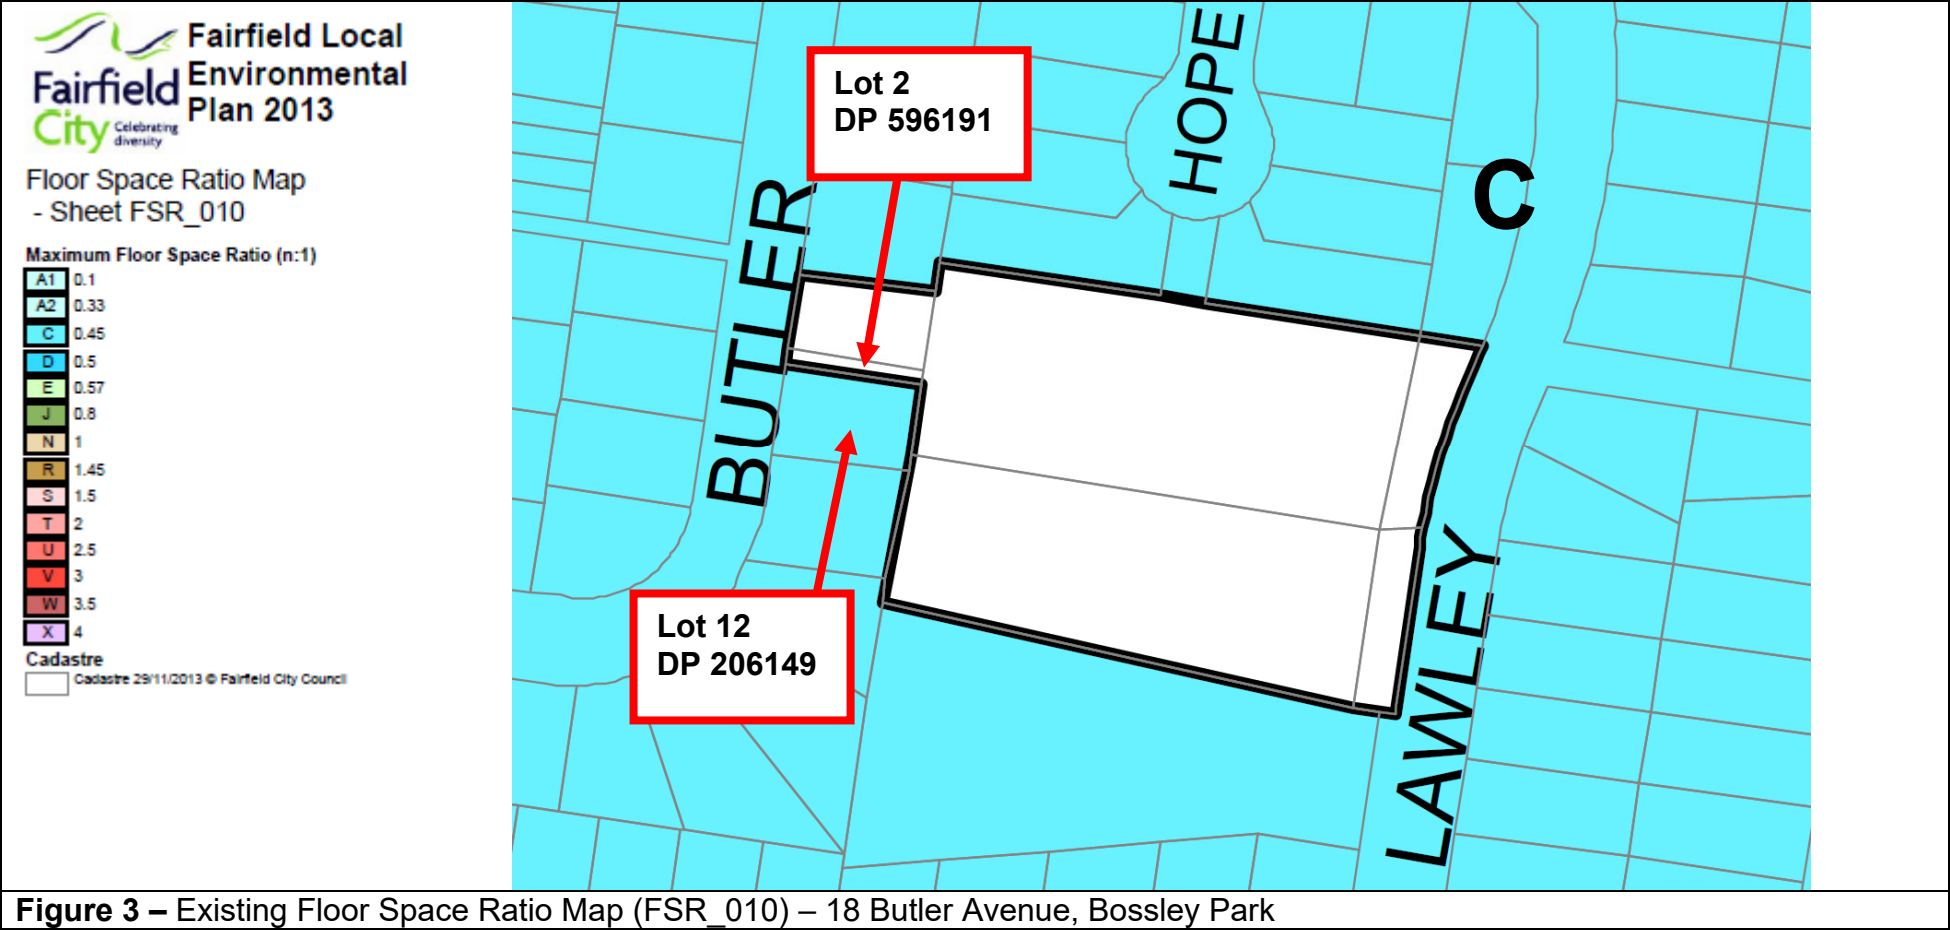 Fairfield
City
Celebrating
diversity
Fairfield Local
Environmental
Plan 2013
Floor Space Ratio Map
- Sheet FSR_010
Maximum Floor Space Ratio (n:1)
A1 0.1
A2 0.33
C 0.45
D 0.5
E 0.57
J 0.8
N 1
R 1.45
S 1.5
T 2
U 2.5
V 3
W 3.5
X 4
Cadastre
Cadastre 29/11/2013 © Fairfield City Council
Lot 2
DP 596191
HOPE
C
BUTLER
Lot 12
DP 206149
LAWLEY
Figure 3 – Existing Floor Space Ratio Map (FSR_010) – 18 Butler Avenue, Bossley Park